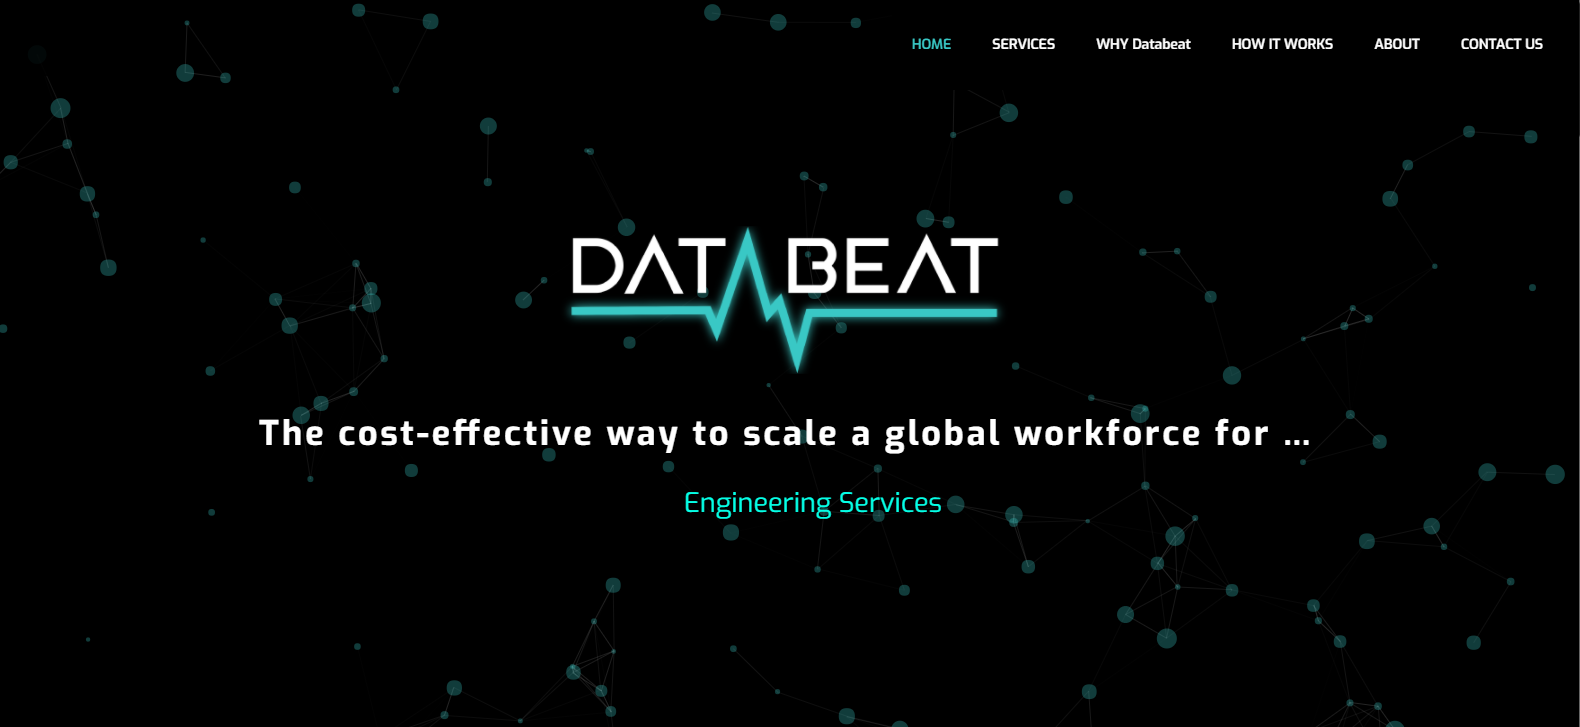 HOME SERVICES WHY Databeat HOW IT WORKS ABOUT CONTACT US
DATABEAT
The cost-effective way to scale a global workforce for ...
Engineering Services